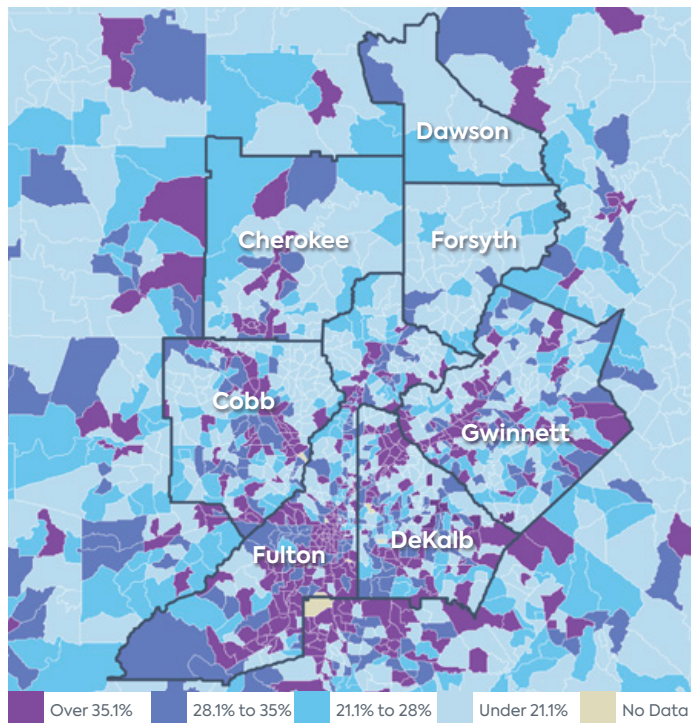 Dawson
Cherokee
Forsyth
Cobb
Gwinnett
DeKalb
Fulton
Over 35.1% 28.1% to 35% 21.1% to 28% Under 21.1% No Data